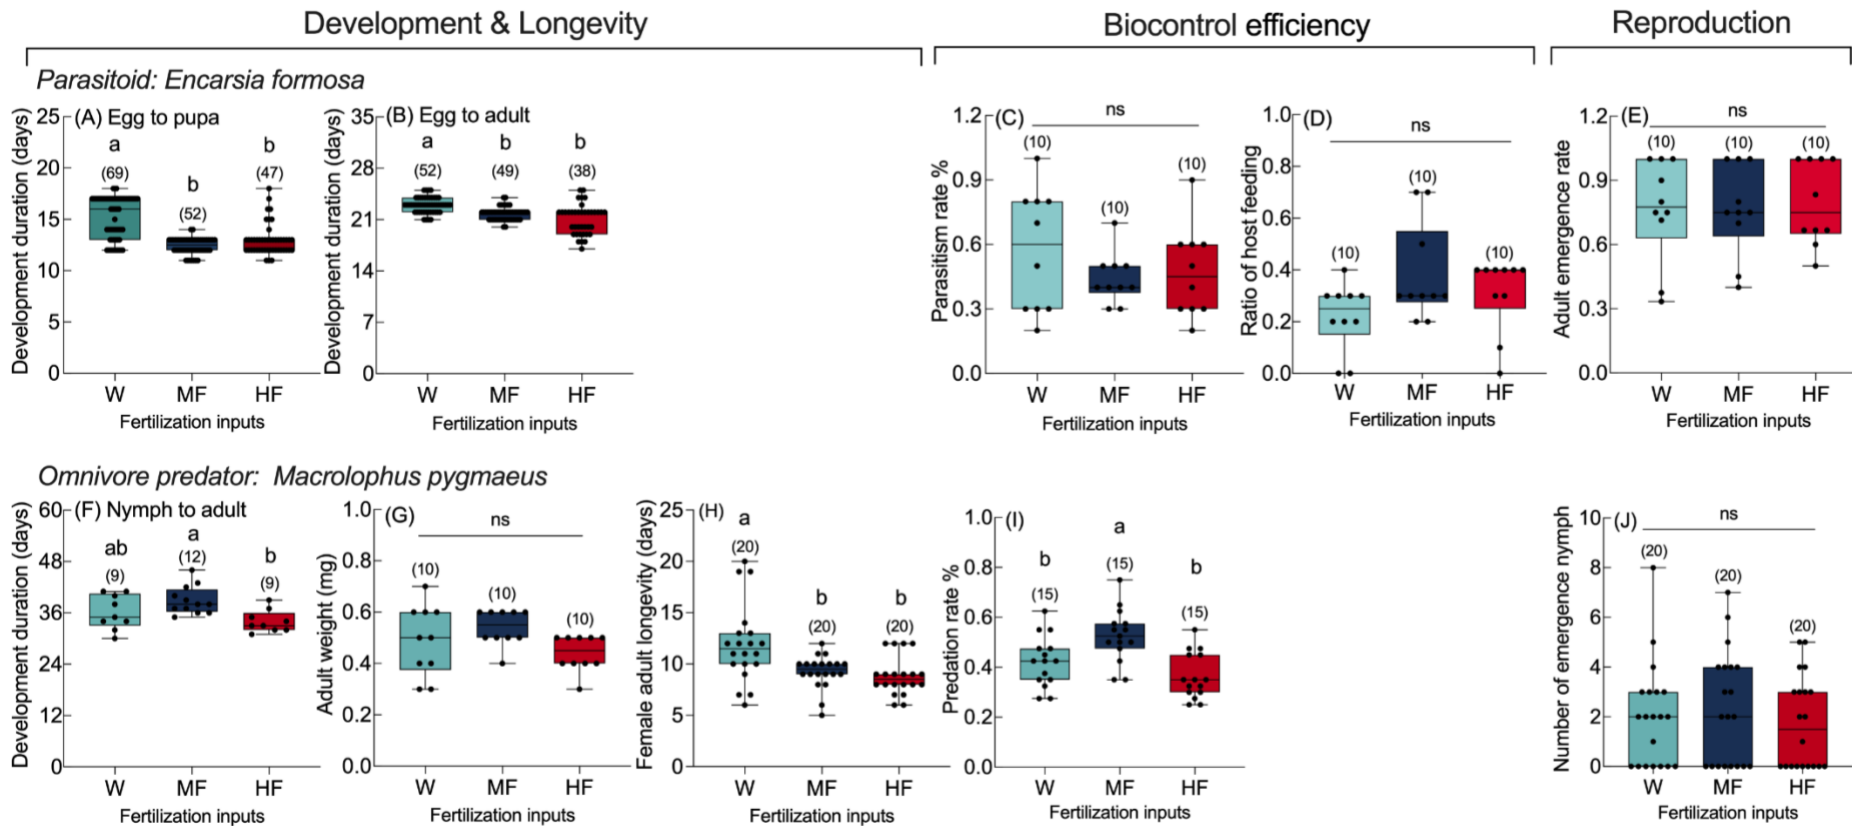 Development & Longevity
Biocontrol efficiency
Reproduction
Parasitoid: Encarsia formosa
(A) Egg to pupa
Development duration (days)
25
20
15
10
5
0
a
(69)
b
(52)
b
(47)
W MF HF
Fertilization inputs
(B) Egg to adult
Development duration (days)
35
28
21
14
7
0
a
(52)
b
(49)
b
(38)
W MF HF
Fertilization inputs
(C)
Parasitism rate %
1.2
0.9
0.6
0.3
0.0
ns
(10)
(10)
(10)
W MF HF
Fertilization inputs
(D)
Ratio of host feeding
1.0
0.8
0.6
0.4
0.2
0.0
ns
(10)
(10)
(10)
W MF HF
Fertilization inputs
(E)
Adult emergence rate
1.2
0.9
0.6
0.3
0.0
ns
(10) (10) (10)
W MF HF
Fertilization inputs
Omnivore predator: Macrolophus pygmaeus
(F) Nymph to adult
Development duration (days)
60
48
36
24
12
0
ab
(9)
a
(12)
b
(9)
W MF HF
Fertilization inputs
(G)
Adult weight (mg)
1.0
0.8
0.6
0.4
0.2
0.0
ns
(10)
(10)
(10)
W MF HF
Fertilization inputs
(H)
Female adult longevity (days)
25
20
15
10
5
0
a
(20)
b
(20)
b
(20)
W MF HF
Fertilization inputs
(I)
Predation rate %
1.0
0.8
0.6
0.4
0.2
0.0
b
(15)
a
(15)
b
(15)
W MF HF
Fertilization inputs
(J)
Number of emergence nymph
10
8
6
4
2
0
ns
(20)
(20)
(20)
W MF HF
Fertilization inputs